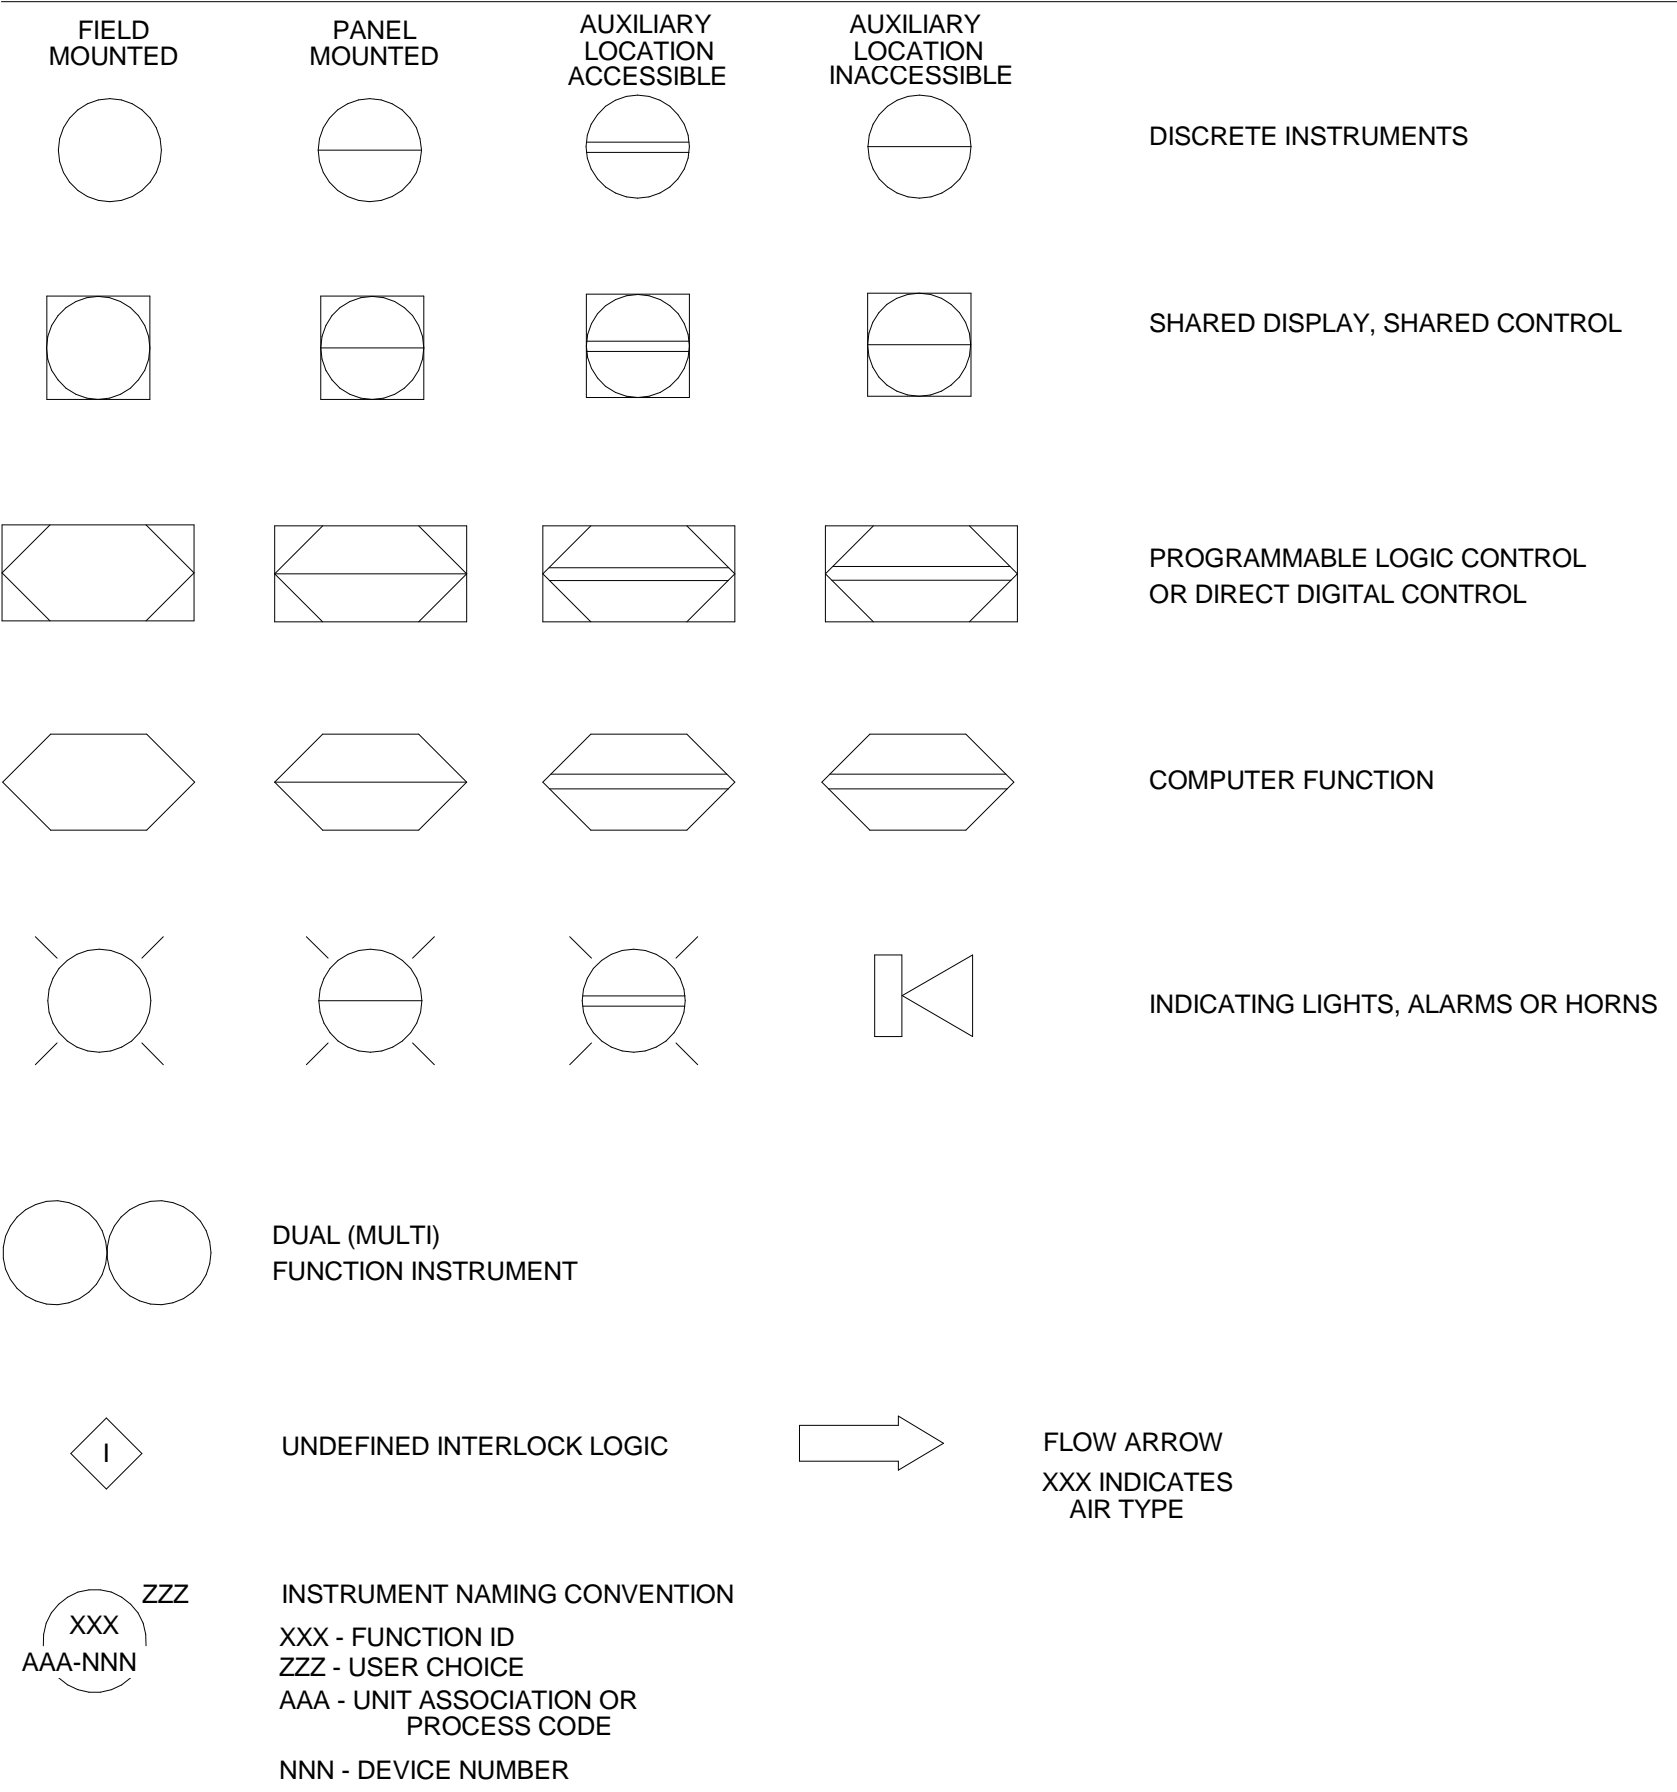 FIELD
MOUNTED
PANEL
MOUNTED
AUXILIARY
LOCATION
ACCESSIBLE
AUXILIARY
LOCATION
INACCESSIBLE
DISCRETE INSTRUMENTS
SHARED DISPLAY, SHARED CONTROL
PROGRAMMABLE LOGIC CONTROL
OR DIRECT DIGITAL CONTROL
COMPUTER FUNCTION
INDICATING LIGHTS, ALARMS OR HORNS
DUAL (MULTI)
FUNCTION INSTRUMENT
I
UNDEFINED INTERLOCK LOGIC
FLOW ARROW
XXX INDICATES
AIR TYPE
ZZZ
XXX
AAA-NNN
INSTRUMENT NAMING CONVENTION
XXX - FUNCTION ID
ZZZ - USER CHOICE
AAA - UNIT ASSOCIATION OR
PROCESS CODE
NNN - DEVICE NUMBER